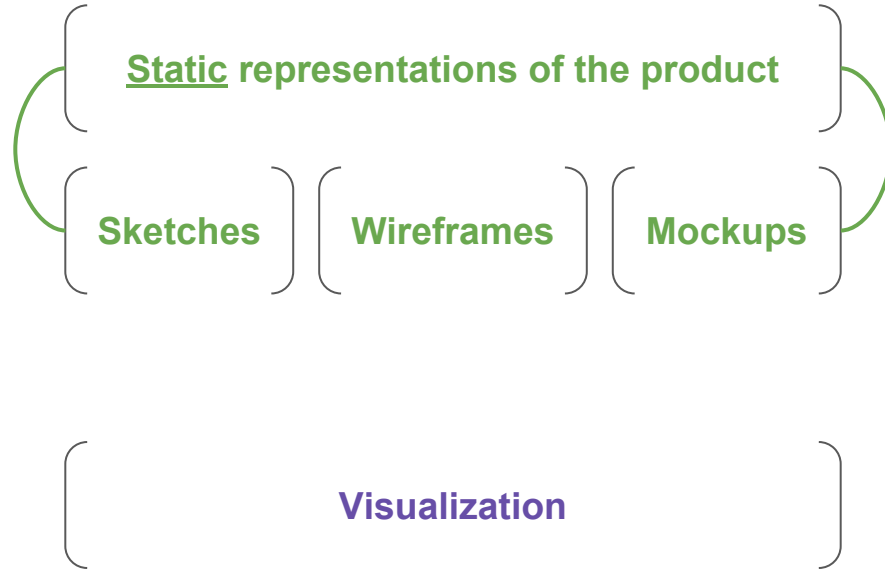 Static representations of the product
Sketches Wireframes Mockups
Visualization